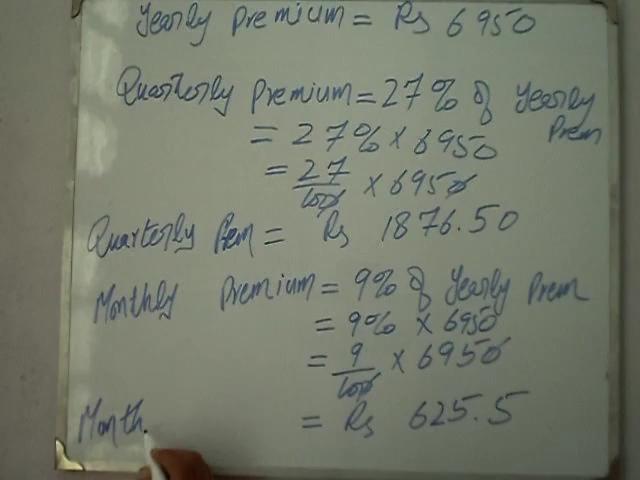 Yearly Premium = Rs 6950
Quarterly Premium = 27% of Yearly Prem
= 27% × 6950
= 27/100 × 6950
Quarterly Prem = Rs 1876.50
Monthly Premium = 9% of Yearly Prem
= 9% × 6950
= 9/100 × 6950
Month = Rs 625.5